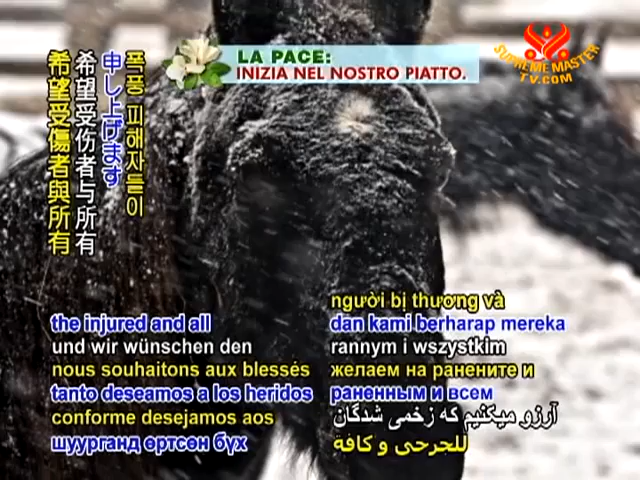 LA PACE:
INIZIA NEL NOSTRO PIATTO.
SUPREME MASTER
TV.COM
폭풍 피해자들이
申し上げます
希望受伤者与所有
希望受傷者與所有
the injured and all
und wir wünschen den
nous souhaitons aux blessés
tanto deseamos a los heridos
conforme desejamos aos
шуурганд өртсөн бүх
người bị thương và
dan kami berharap mereka
rannym i wszystkim
желаем на ранените и
раненным и всем
آرزو میکنیم که زخمی شدگان
للجرحى و كافة